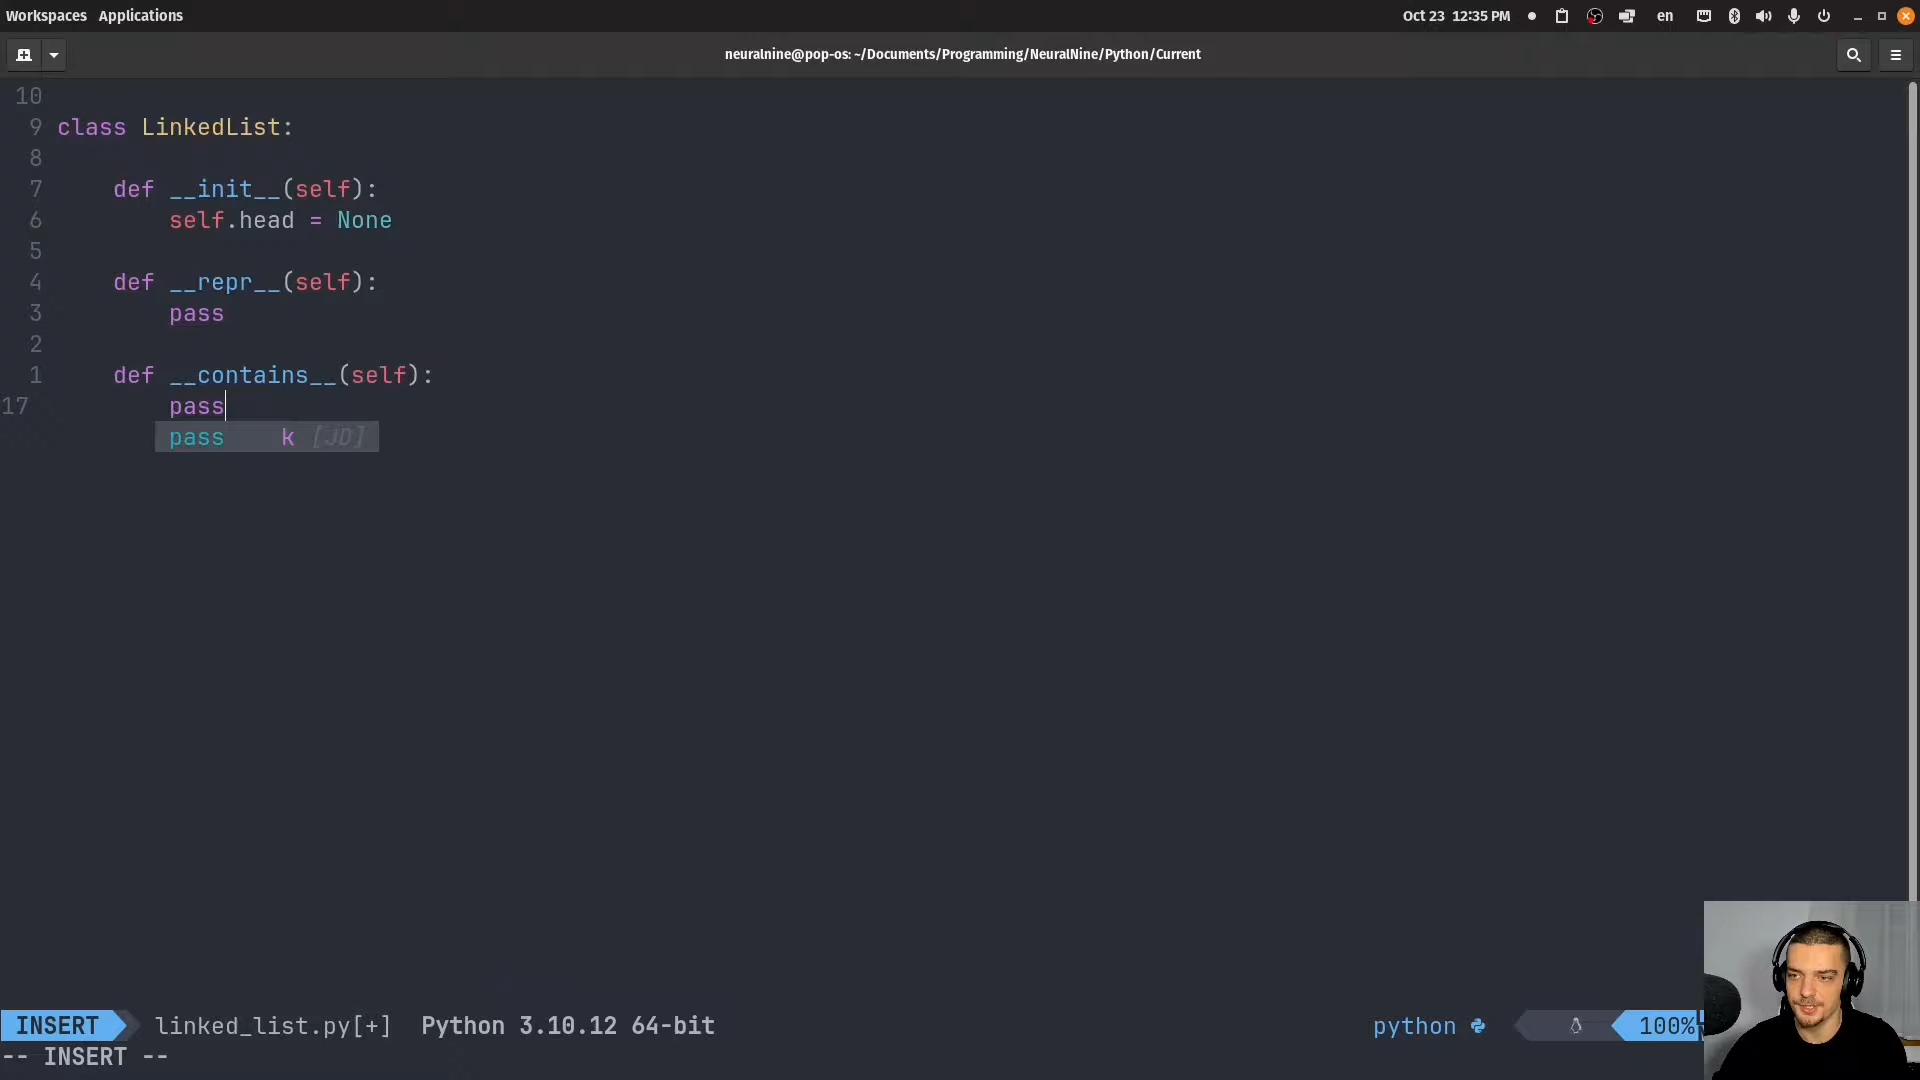 Workspaces Applications
Oct 23 12:35 PM
en
neuralnine@pop-os: ~/Documents/Programming/NeuralNine/Python/Current
10
9 class LinkedList:
8
7 def __init__(self):
6 self.head = None
5
4 def __repr__(self):
3 pass
2
1 def __contains__(self):
17 pass
pass k [JD]
INSERT linked_list.py[+] Python 3.10.12 64-bit
python
100%
-- INSERT --